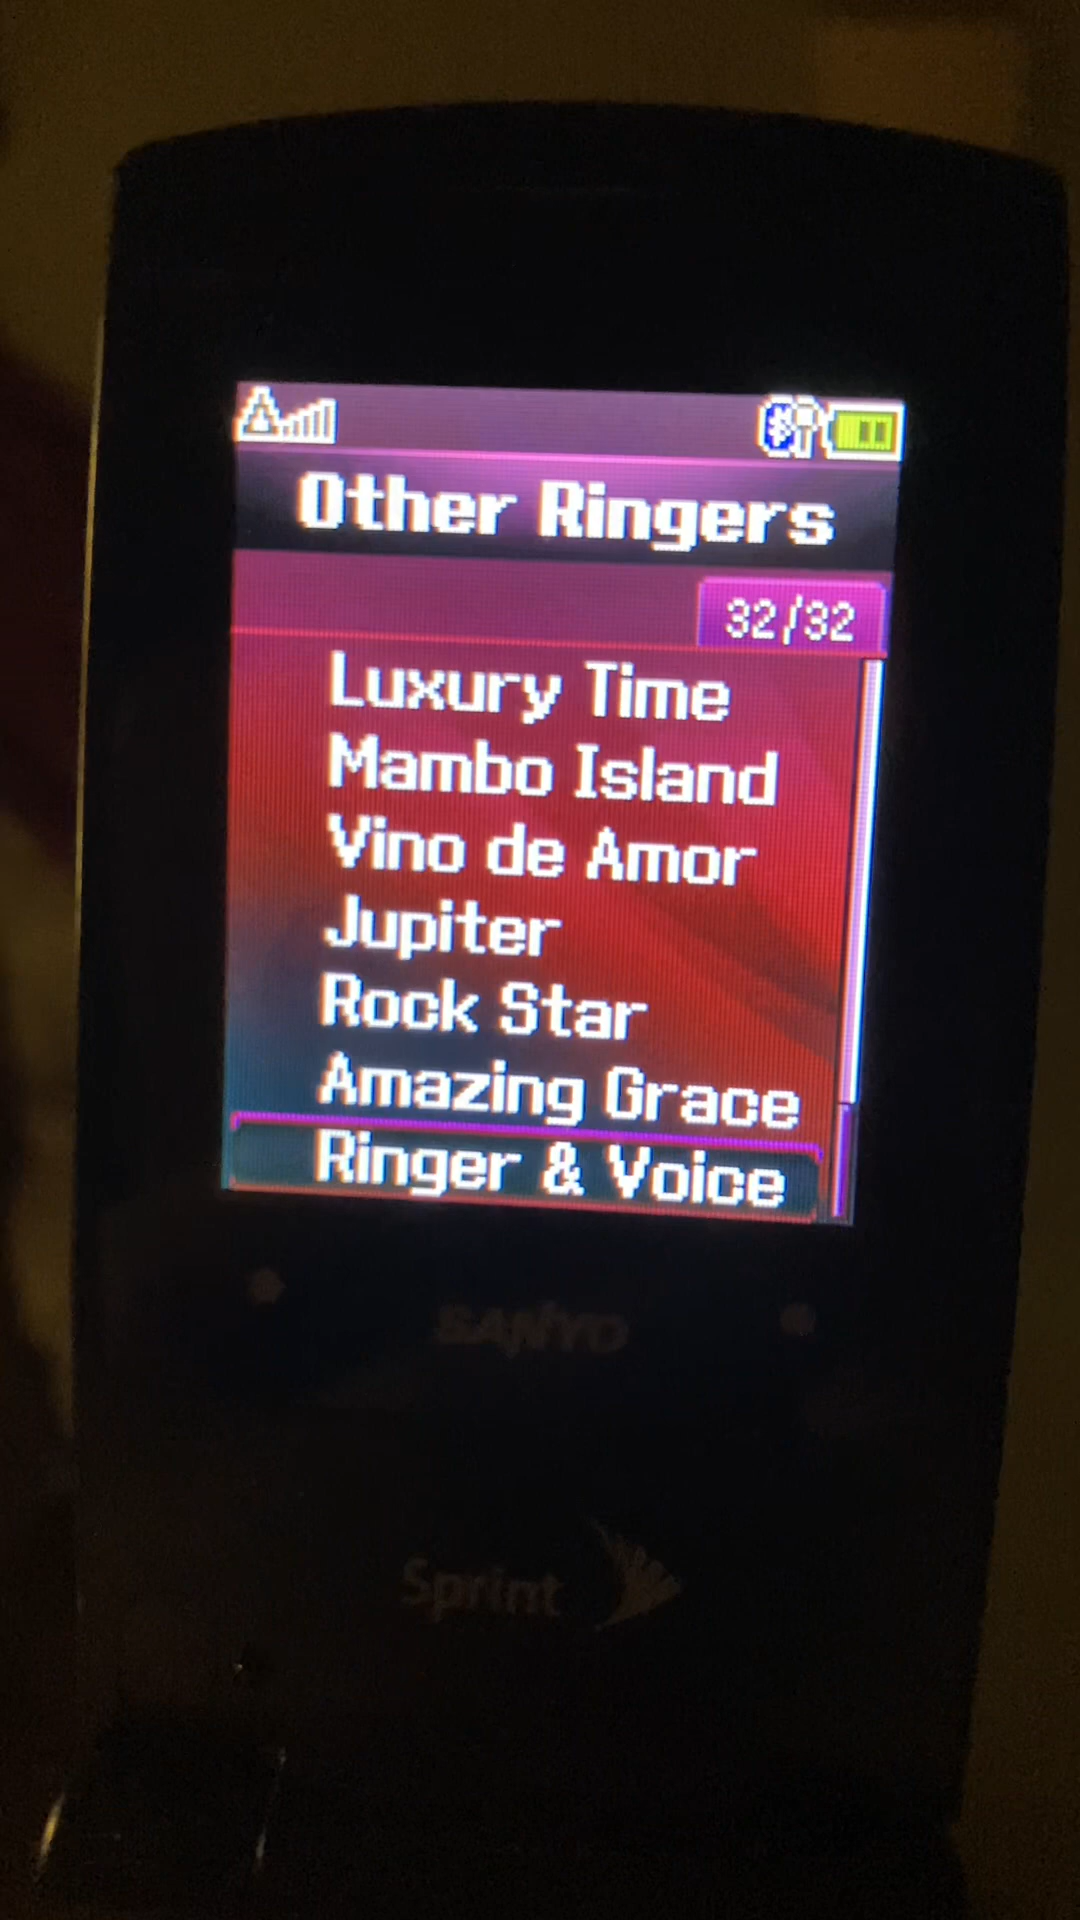 Other Ringers
32/32
Luxury Time
Mambo Island
Vino de Amor
Jupiter
Rock Star
Amazing Grace
Ringer & Voice
SANYO
Sprint